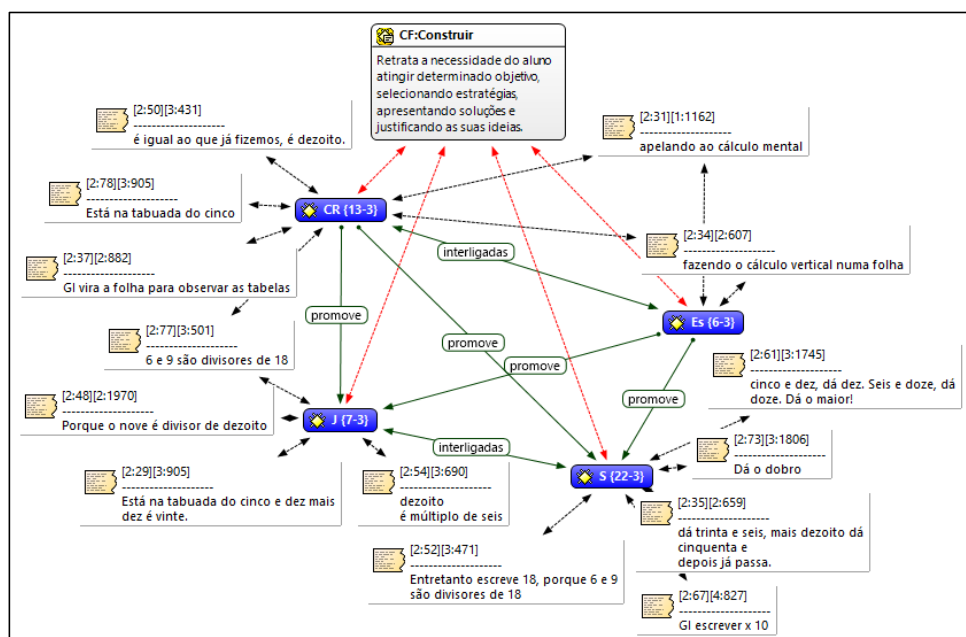 CF:Construir
Retrata a necessidade do aluno
atingir determinado objetivo,
selecionando estratégias,
apresentando soluções e
justificando as suas ideias.
[2:50][3:431]
--------------------
é igual ao que já fizemos, é dezoito.
[2:31][1:1162]
--------------------
apelando ao cálculo mental
[2:78][3:905]
--------------------
Está na tabuada do cinco
CR {13-3}
[2:34][2:607]
--------------------
fazendo o cálculo vertical numa folha
interligadas
[2:37][2:882]
--------------------
GI vira a folha para observar as tabelas
promove
Es {6-3}
[2:77][3:501]
--------------------
6 e 9 são divisores de 18
promove
promove
promove
[2:61][3:1745]
--------------------
cinco e dez, dá dez. Seis e doze, dá
doze. Dá o maior!
[2:48][2:1970]
--------------------
Porque o nove é divisor de dezoito
J {7-3}
interligadas
[2:73][3:1806]
--------------------
Dá o dobro
S {22-3}
[2:29][3:905]
--------------------
Está na tabuada do cinco e dez mais
dez é vinte.
[2:54][3:690]
--------------------
dezoito
é múltiplo de seis
[2:35][2:659]
--------------------
dá trinta e seis, mais dezoito dá
cinquenta e
depois já passa.
[2:52][3:471]
--------------------
Entretanto escreve 18, porque 6 e 9
são divisores de 18
[2:67][4:827]
--------------------
GI escrever x 10